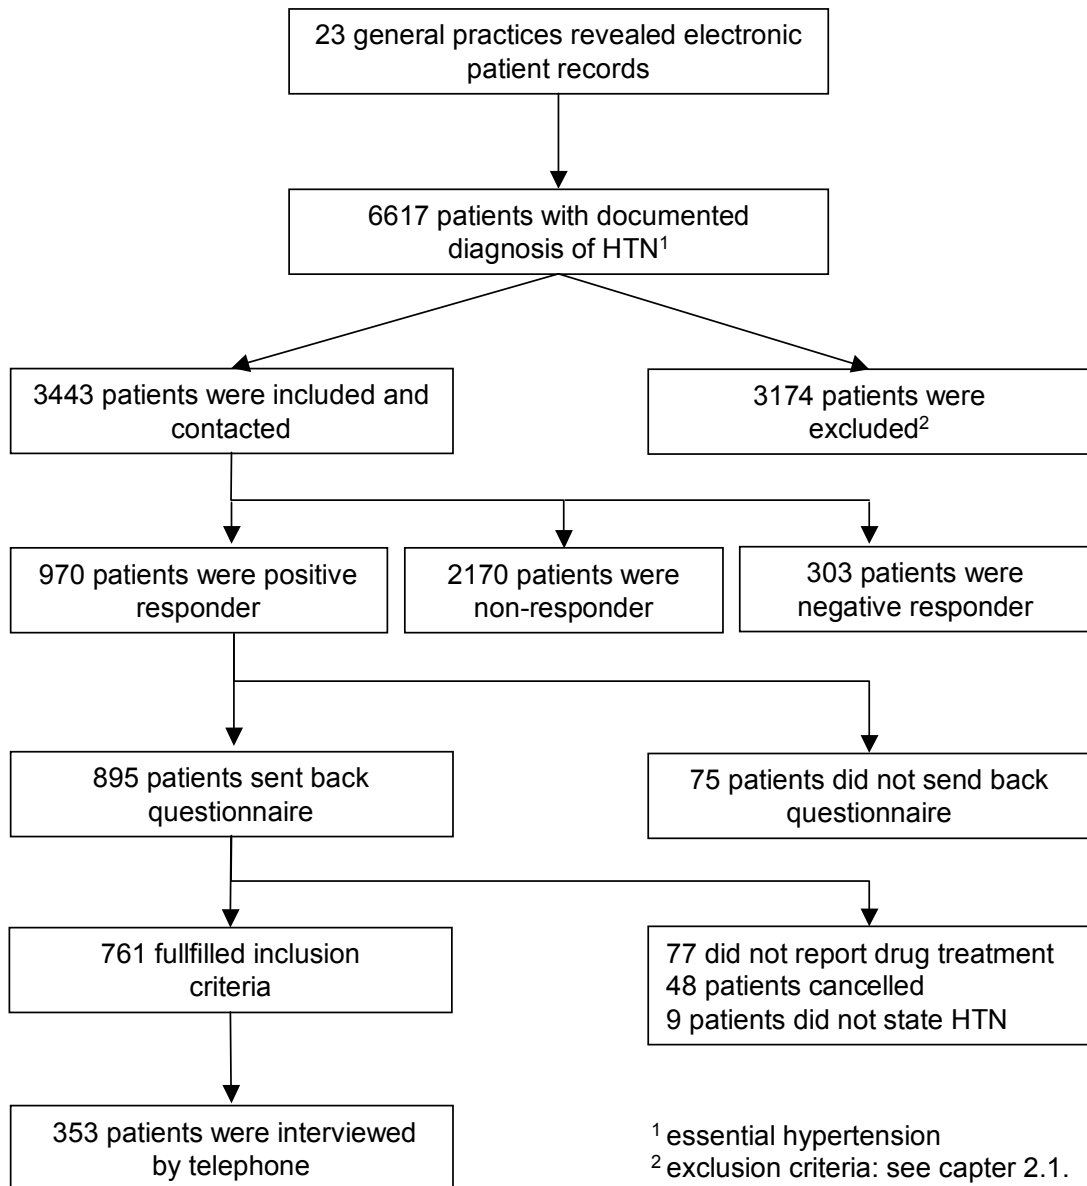 23 general practices revealed electronic
patient records
6617 patients with documented
diagnosis of HTN¹
3443 patients were included and
contacted
3174 patients were
excluded²
970 patients were positive
responder
2170 patients were
non-responder
303 patients were
negative responder
895 patients sent back
questionnaire
75 patients did not send back
questionnaire
761 fullfilled inclusion
criteria
77 did not report drug treatment
48 patients cancelled
9 patients did not state HTN
353 patients were interviewed
by telephone
¹ essential hypertension
² exclusion criteria: see capter 2.1.